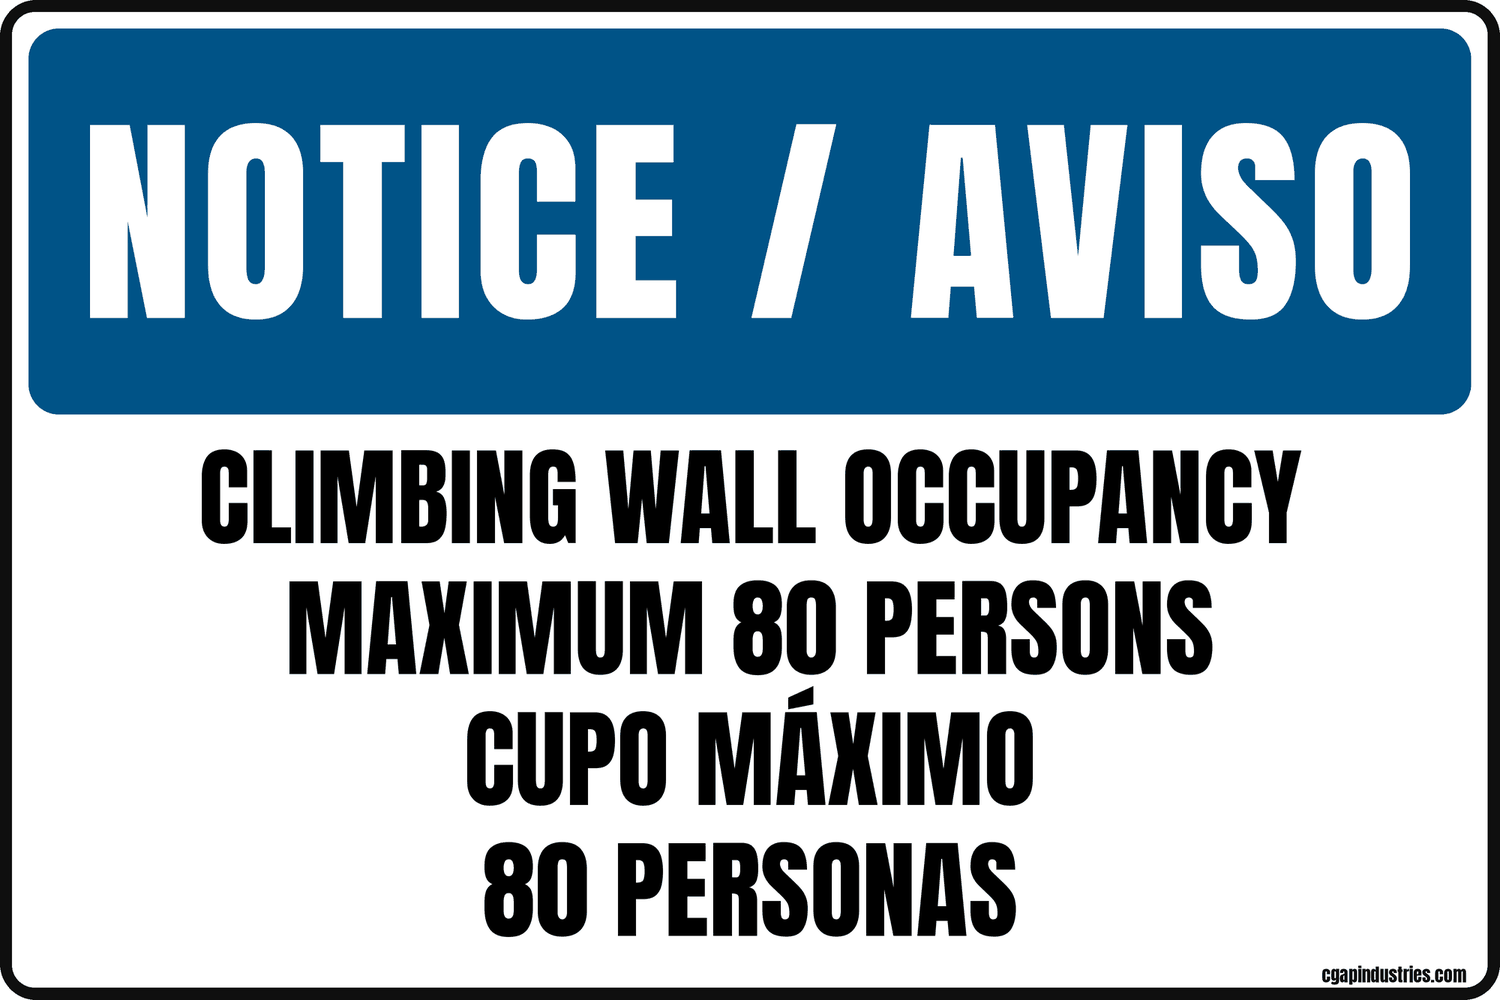 NOTICE / AVISO
CLIMBING WALL OCCUPANCY
MAXIMUM 80 PERSONS
CUPO MÁXIMO
80 PERSONAS
cgapindustries.com